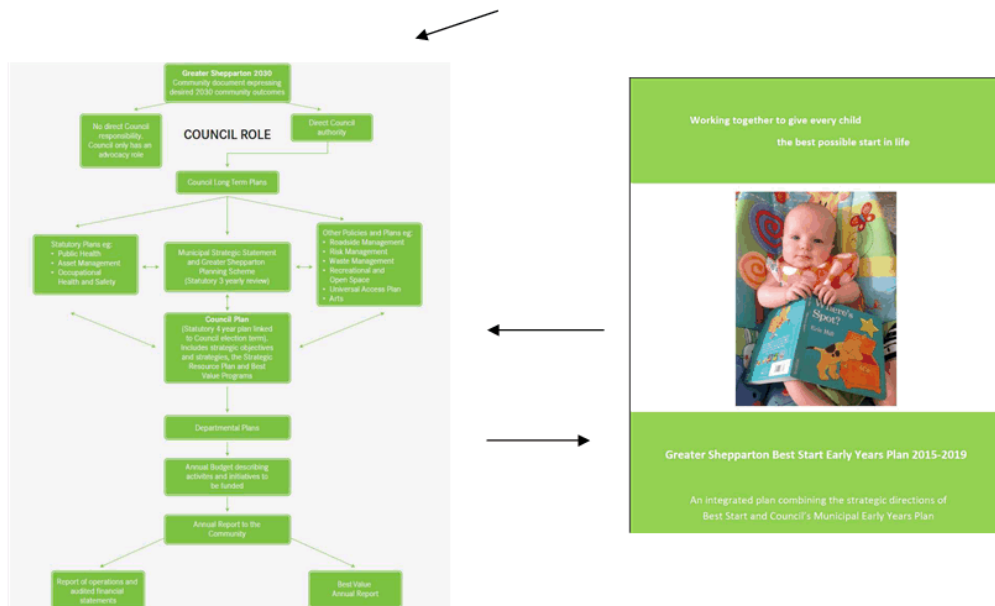 Greater Shepparton 2030
Community document expressing
desired 2030 community outcomes
No direct Council
responsibility.
Council only has an
advocacy role
COUNCIL ROLE
Direct Council
authority
Council Long Term Plans
Statutory Plans eg:
• Public Health
• Asset Management
• Occupational
Health and Safety
Municipal Strategic Statement
and Greater Shepparton
Planning Scheme
(Statutory 3 yearly review)
Other Policies and Plans eg:
• Roadside Management
• Risk Management
• Waste Management
• Recreational and
Open Space
• Universal Access Plan
• Arts
Council Plan
(Statutory 4 year plan linked
to Council election term).
Includes strategic objectives
and strategies, the Strategic
Resource Plan and Best
Value Programs
Departmental Plans
Annual Budget describing
activites and initiatives to
be funded
Annual Report to the
Community
Report of operations and
audited financial
statements
Best Value
Annual Report
Working together to give every child
the best possible start in life
Where's
Spot?
Eric Hill
Greater Shepparton Best Start Early Years Plan 2015-2019
An integrated plan combining the strategic directions of
Best Start and Council's Municipal Early Years Plan